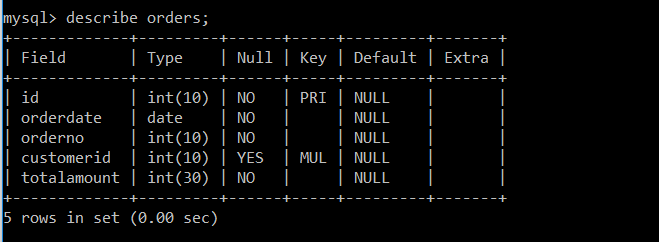 mysql> describe orders;
+-------------+---------+------+-----+---------+-------+
| Field       | Type    | Null | Key | Default | Extra |
+-------------+---------+------+-----+---------+-------+
| id          | int(10) | NO   | PRI | NULL    |       |
| orderdate   | date    | NO   |     | NULL    |       |
| orderno     | int(10) | NO   |     | NULL    |       |
| customerid  | int(10) | YES  | MUL | NULL    |       |
| totalamount | int(30) | NO   |     | NULL    |       |
+-------------+---------+------+-----+---------+-------+
5 rows in set (0.00 sec)